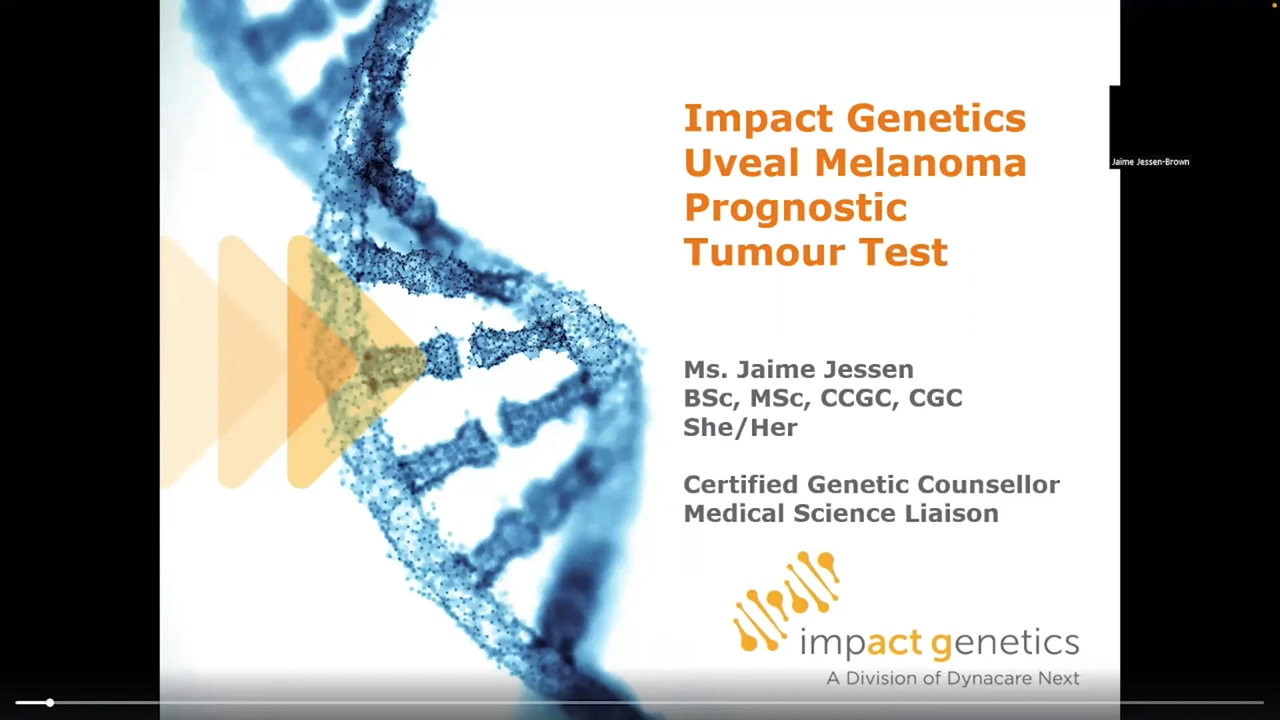 Impact Genetics
Uveal Melanoma
Prognostic
Tumour Test
Jaime Jessen-Brown
Ms. Jaime Jessen
BSc, MSc, CCGC, CGC
She/Her
Certified Genetic Counsellor
Medical Science Liaison
impact genetics
A Division of Dynacare Next